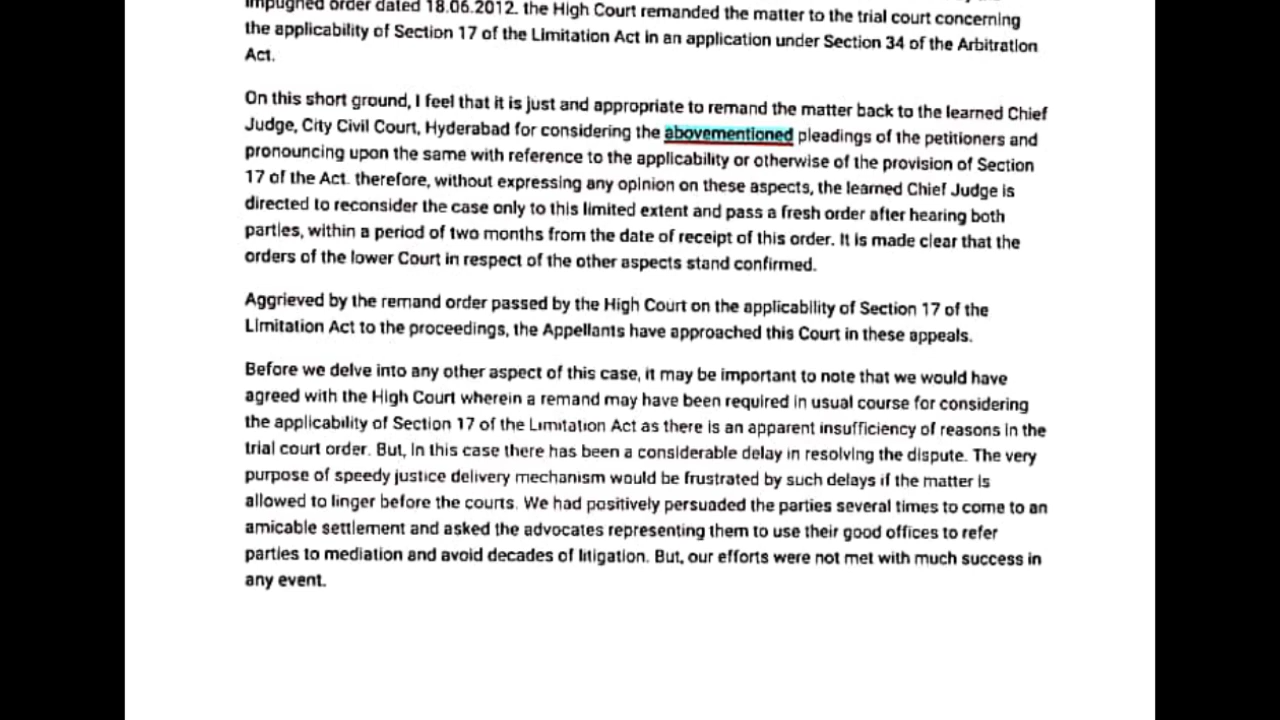 impugned order dated 18.06.2012. the High Court remanded the matter to the trial court concerning
the applicability of Section 17 of the Limitation Act in an application under Section 34 of the Arbitration
Act.
On this short ground, I feel that it is just and appropriate to remand the matter back to the learned Chief
Judge, City Civil Court, Hyderabad for considering the abovementioned pleadings of the petitioners and
pronouncing upon the same with reference to the applicability or otherwise of the provision of Section
17 of the Act. therefore, without expressing any opinion on these aspects, the learned Chief Judge is
directed to reconsider the case only to this limited extent and pass a fresh order after hearing both
parties, within a period of two months from the date of receipt of this order. It is made clear that the
orders of the lower Court in respect of the other aspects stand confirmed.
Aggrieved by the remand order passed by the High Court on the applicability of Section 17 of the
Limitation Act to the proceedings, the Appellants have approached this Court in these appeals.
Before we delve into any other aspect of this case, it may be important to note that we would have
agreed with the High Court wherein a remand may have been required in usual course for considering
the applicability of Section 17 of the Limitation Act as there is an apparent insufficiency of reasons in the
trial court order. But, in this case there has been a considerable delay in resolving the dispute. The very
purpose of speedy justice delivery mechanism would be frustrated by such delays if the matter is
allowed to linger before the courts. We had positively persuaded the parties several times to come to an
amicable settlement and asked the advocates representing them to use their good offices to refer
parties to mediation and avoid decades of litigation. But, our efforts were not met with much success in
any event.